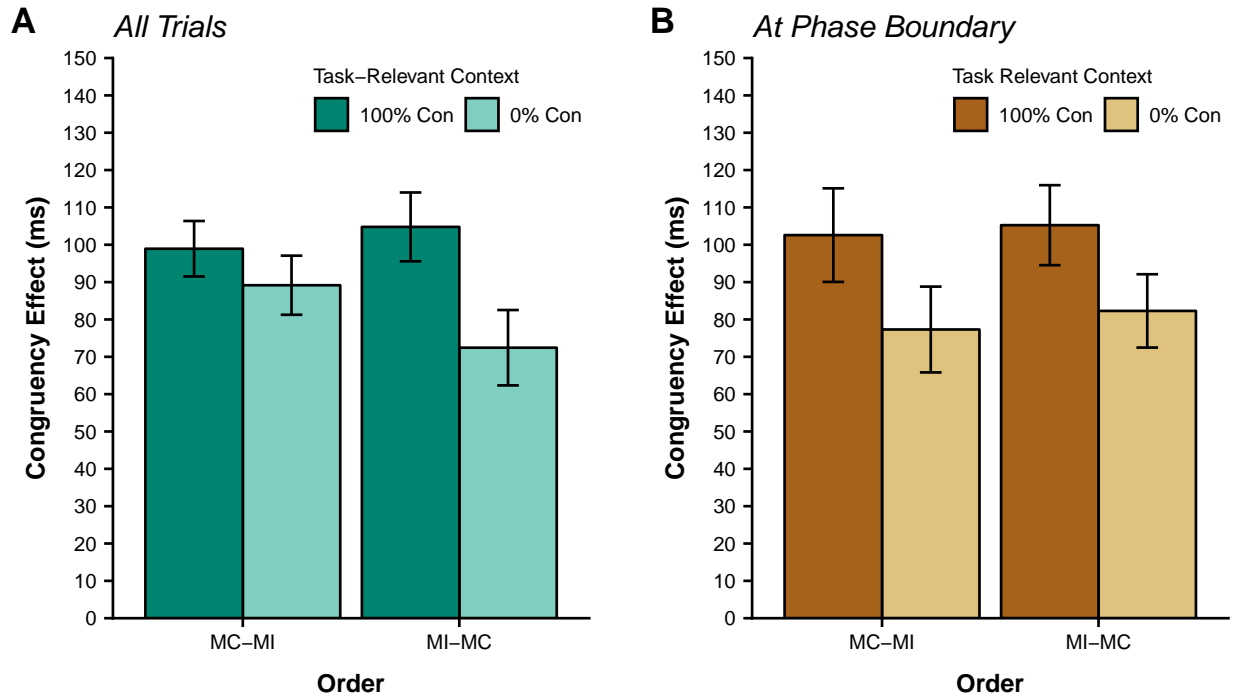 A
All Trials
Task−Relevant Context
100% Con
0% Con
150
140
130
120
110
100
90
80
70
60
50
40
30
20
10
0
Congruency Effect (ms)
MC−MI
MI−MC
Order
B
At Phase Boundary
Task Relevant Context
100% Con
0% Con
150
140
130
120
110
100
90
80
70
60
50
40
30
20
10
0
Congruency Effect (ms)
MC−MI
MI−MC
Order